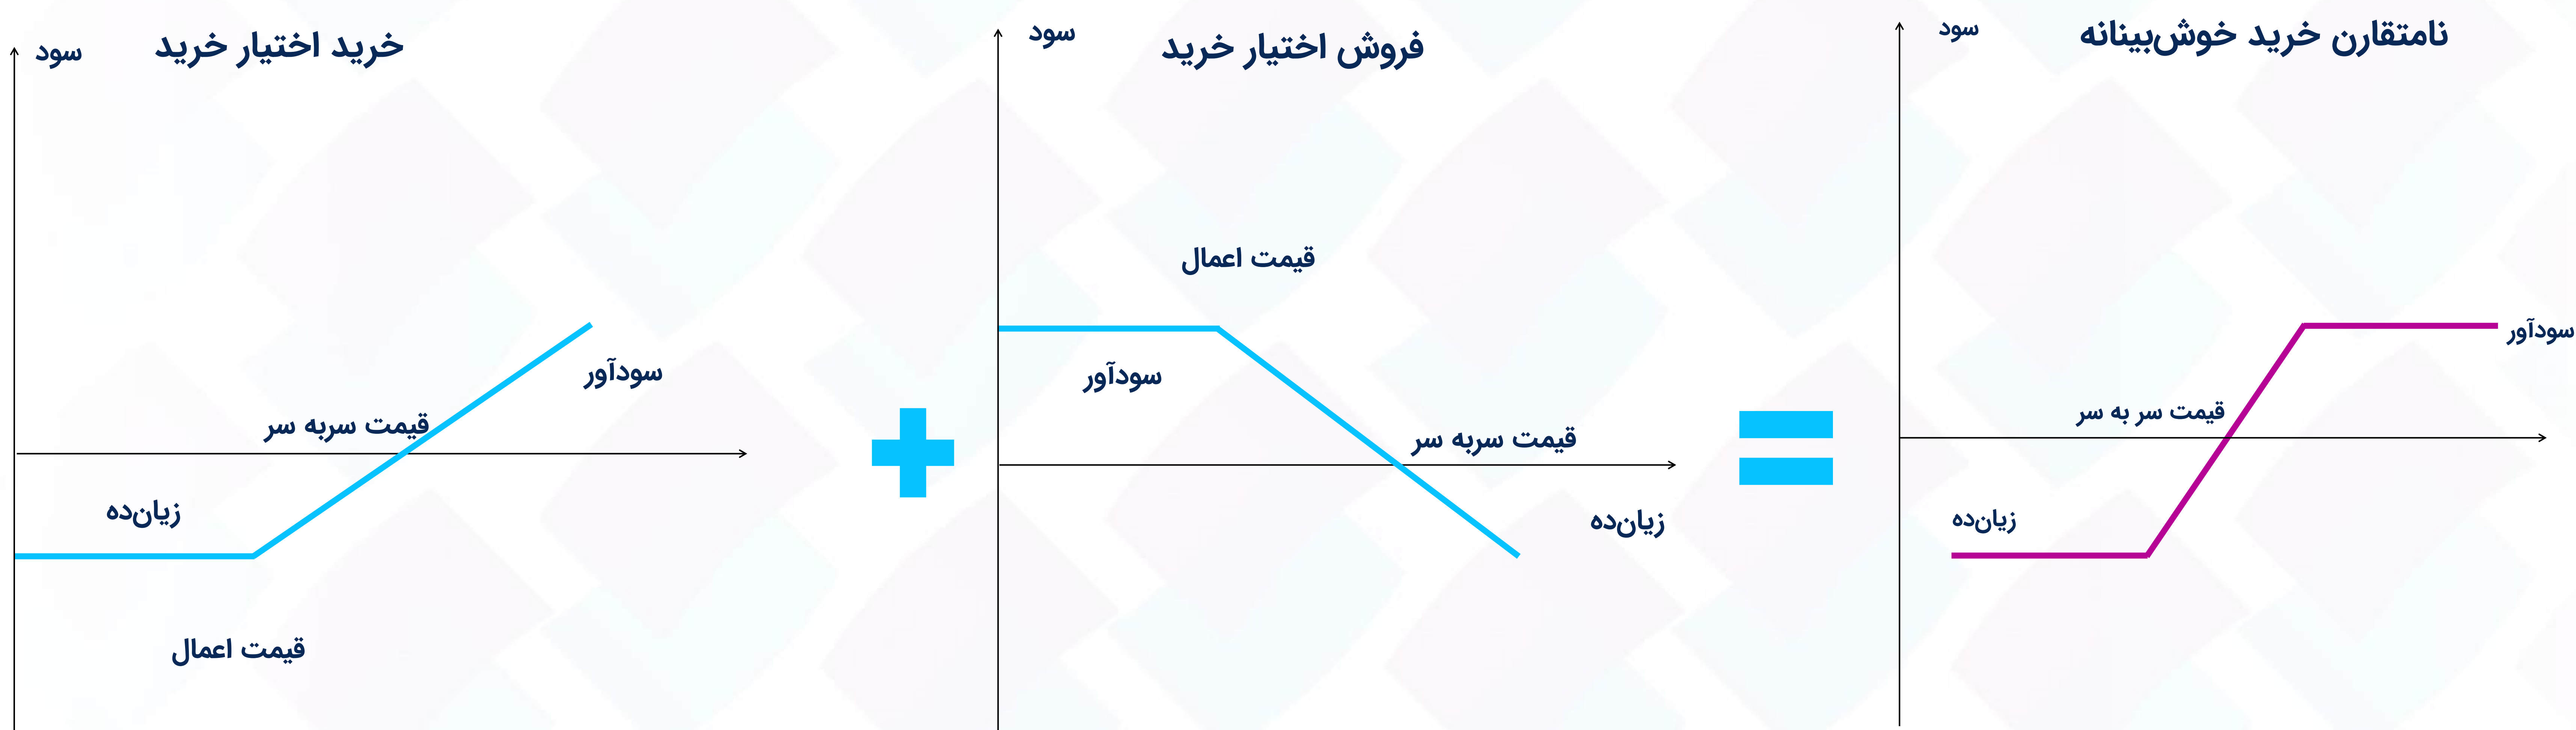 خرید اختیار خرید
سود
قیمت سربه سر
سودآور
زیان‌ده
قیمت اعمال
فروش اختیار خرید
سود
قیمت اعمال
سودآور
قیمت سربه سر
زیان‌ده
نامتقارن خرید خوش‌بینانه
سود
سودآور
قیمت سر به سر
زیان‌ده